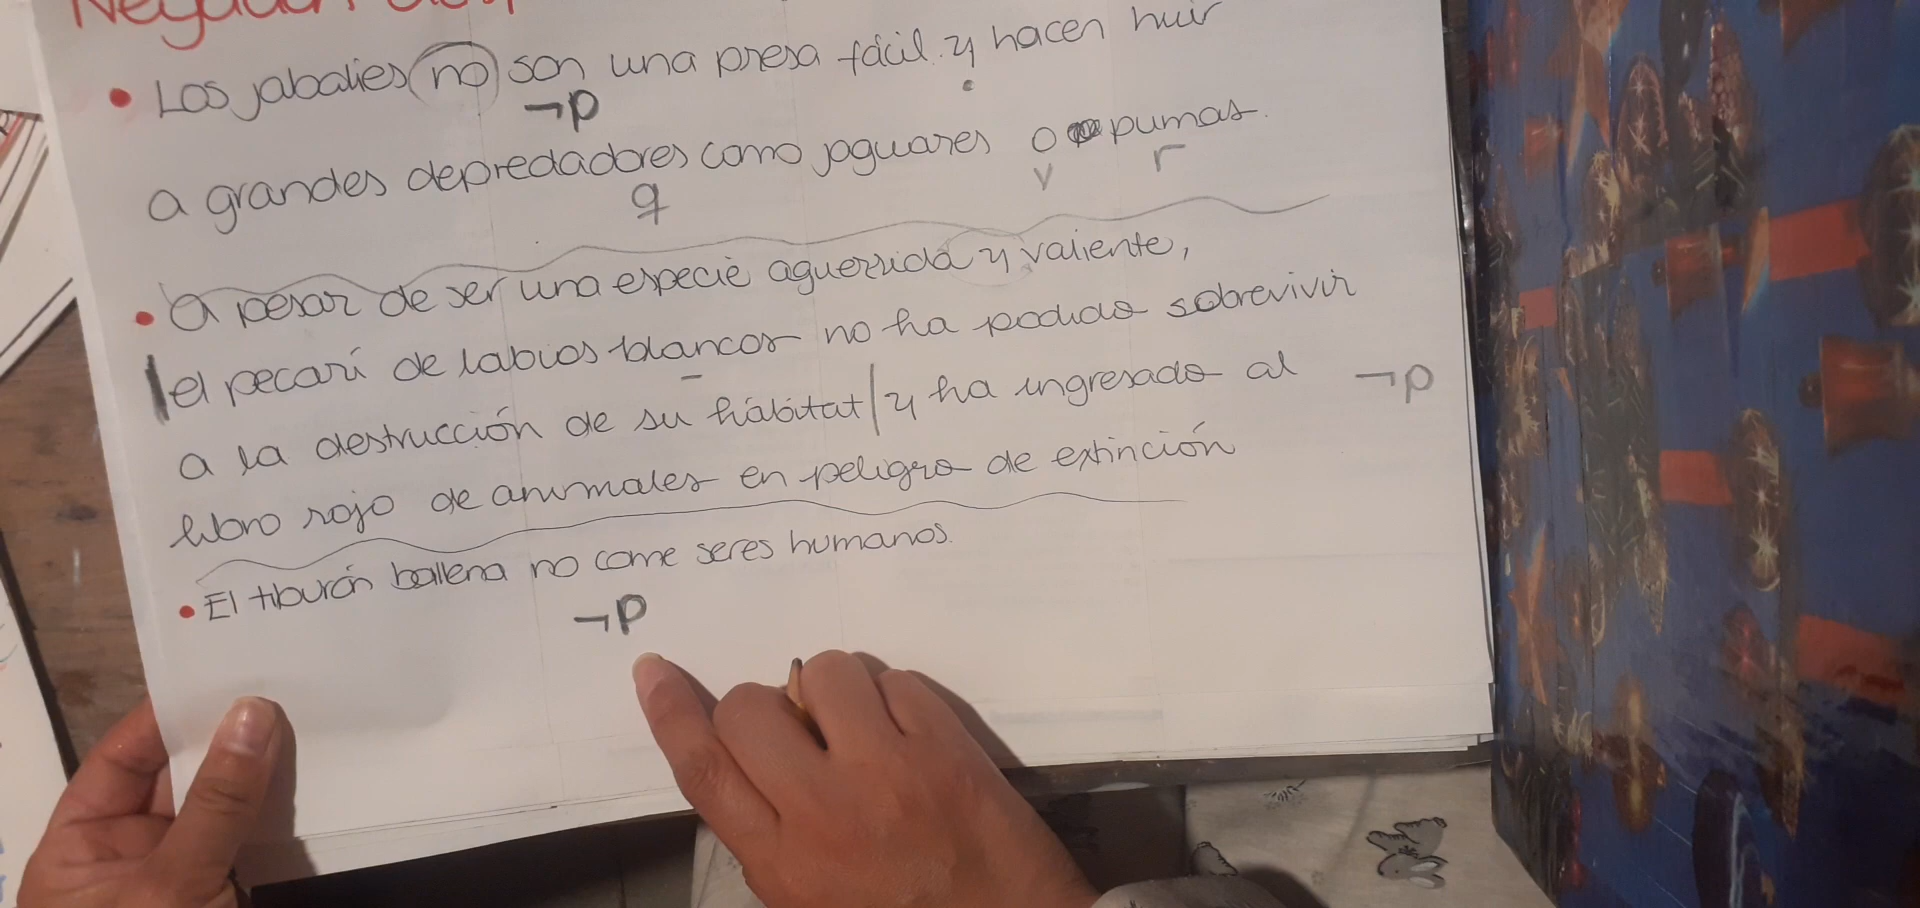 • Los jabalies no son una presa fácil y hacen huir
¬p
a grandes depredadores como jaguares o pumas.
q v r
• A pesar de ser una especie aguerrida y valiente,
el pecarí de labios blancos no ha podido sobrevivir
a la destrucción de su hábitat / y ha ingresado al ¬p
libro rojo de animales en peligro de extinción
• El tiburón ballena no come seres humanos.
¬p